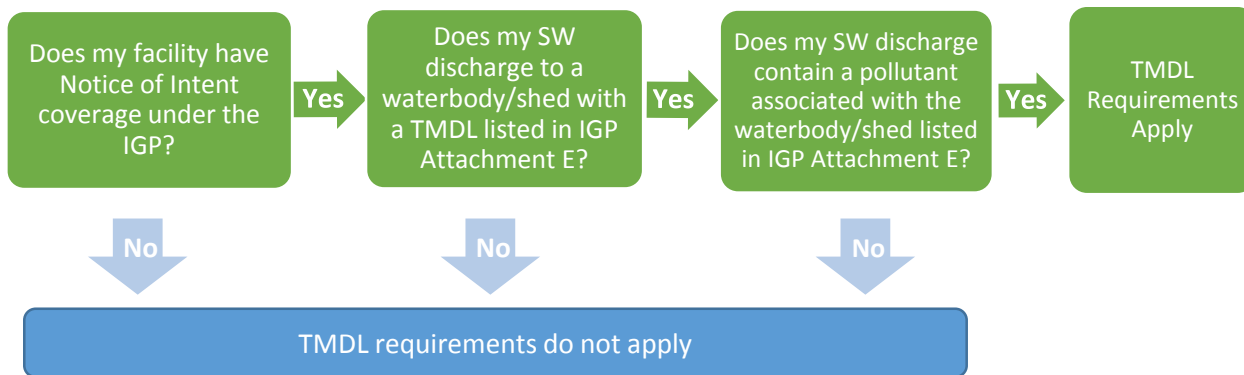 Does my facility have
Notice of Intent
coverage under the
IGP?
Yes
Does my SW
discharge to a
waterbody/shed with
a TMDL listed in IGP
Attachment E?
Yes
Does my SW discharge
contain a pollutant
associated with the
waterbody/shed listed
in IGP Attachment E?
Yes
TMDL
Requirements
Apply
No
No
No
TMDL requirements do not apply